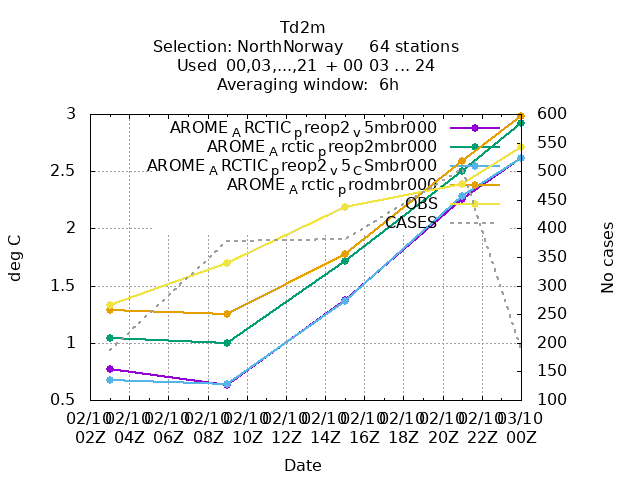 Td2m
Selection: NorthNorway 64 stations
Used 00,03,...,21 + 00 03 ... 24
Averaging window: 6h
3
2.5
2
1.5
1
0.5
deg C
600
550
500
450
400
350
300
250
200
150
100
No cases
AROME_ARCTIC_preop2_v5mbr000
AROME_Arctic_preop2mbr000
AROME_ARCTIC_preop2_v5_CSmbr000
AROME_Arctic_prodmbr000
OBS
CASES
02/10 02/10 02/10 02/10 02/10 02/10 02/10 02/10 02/10 02/10 02/10 03/10
02Z 04Z 06Z 08Z 10Z 12Z 14Z 16Z 18Z 20Z 22Z 00Z
Date